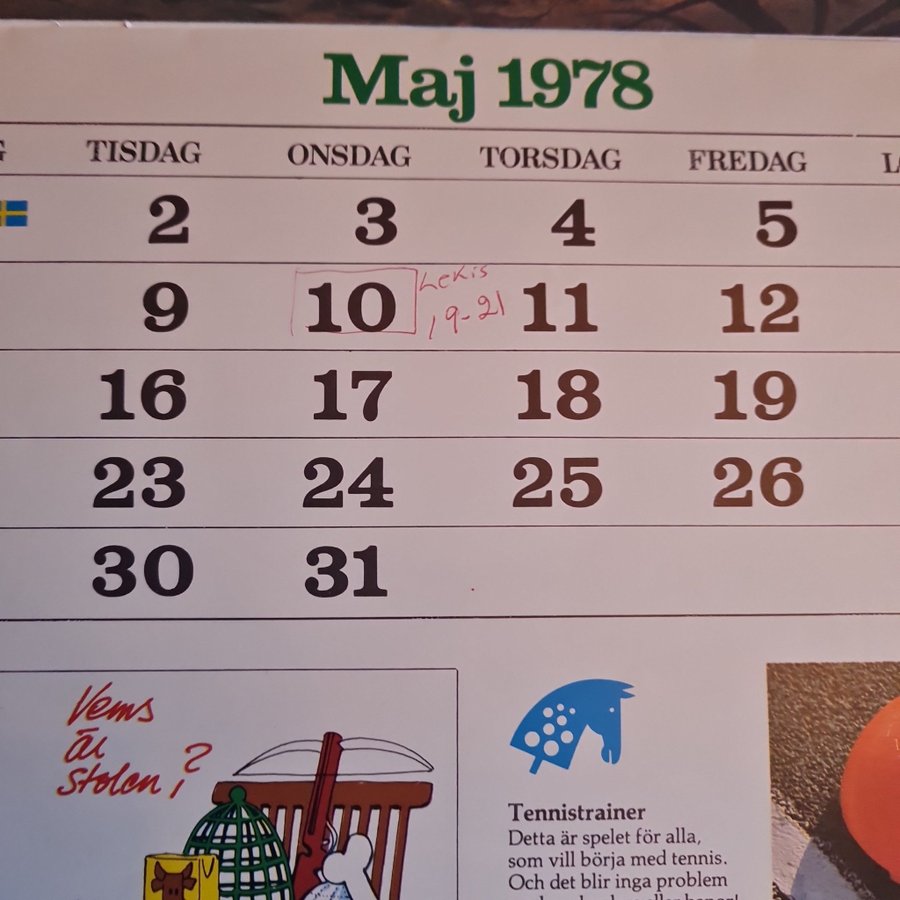 Maj 1978
TISDAG ONSDAG TORSDAG FREDAG
2 3 4 5
9 10 Lekis 19-21 11 12
16 17 18 19
23 24 25 26
30 31
Vems
är
stolen?
Tennistrainer
Detta är spelet för alla,
som vill börja med tennis.
Och det blir inga problem